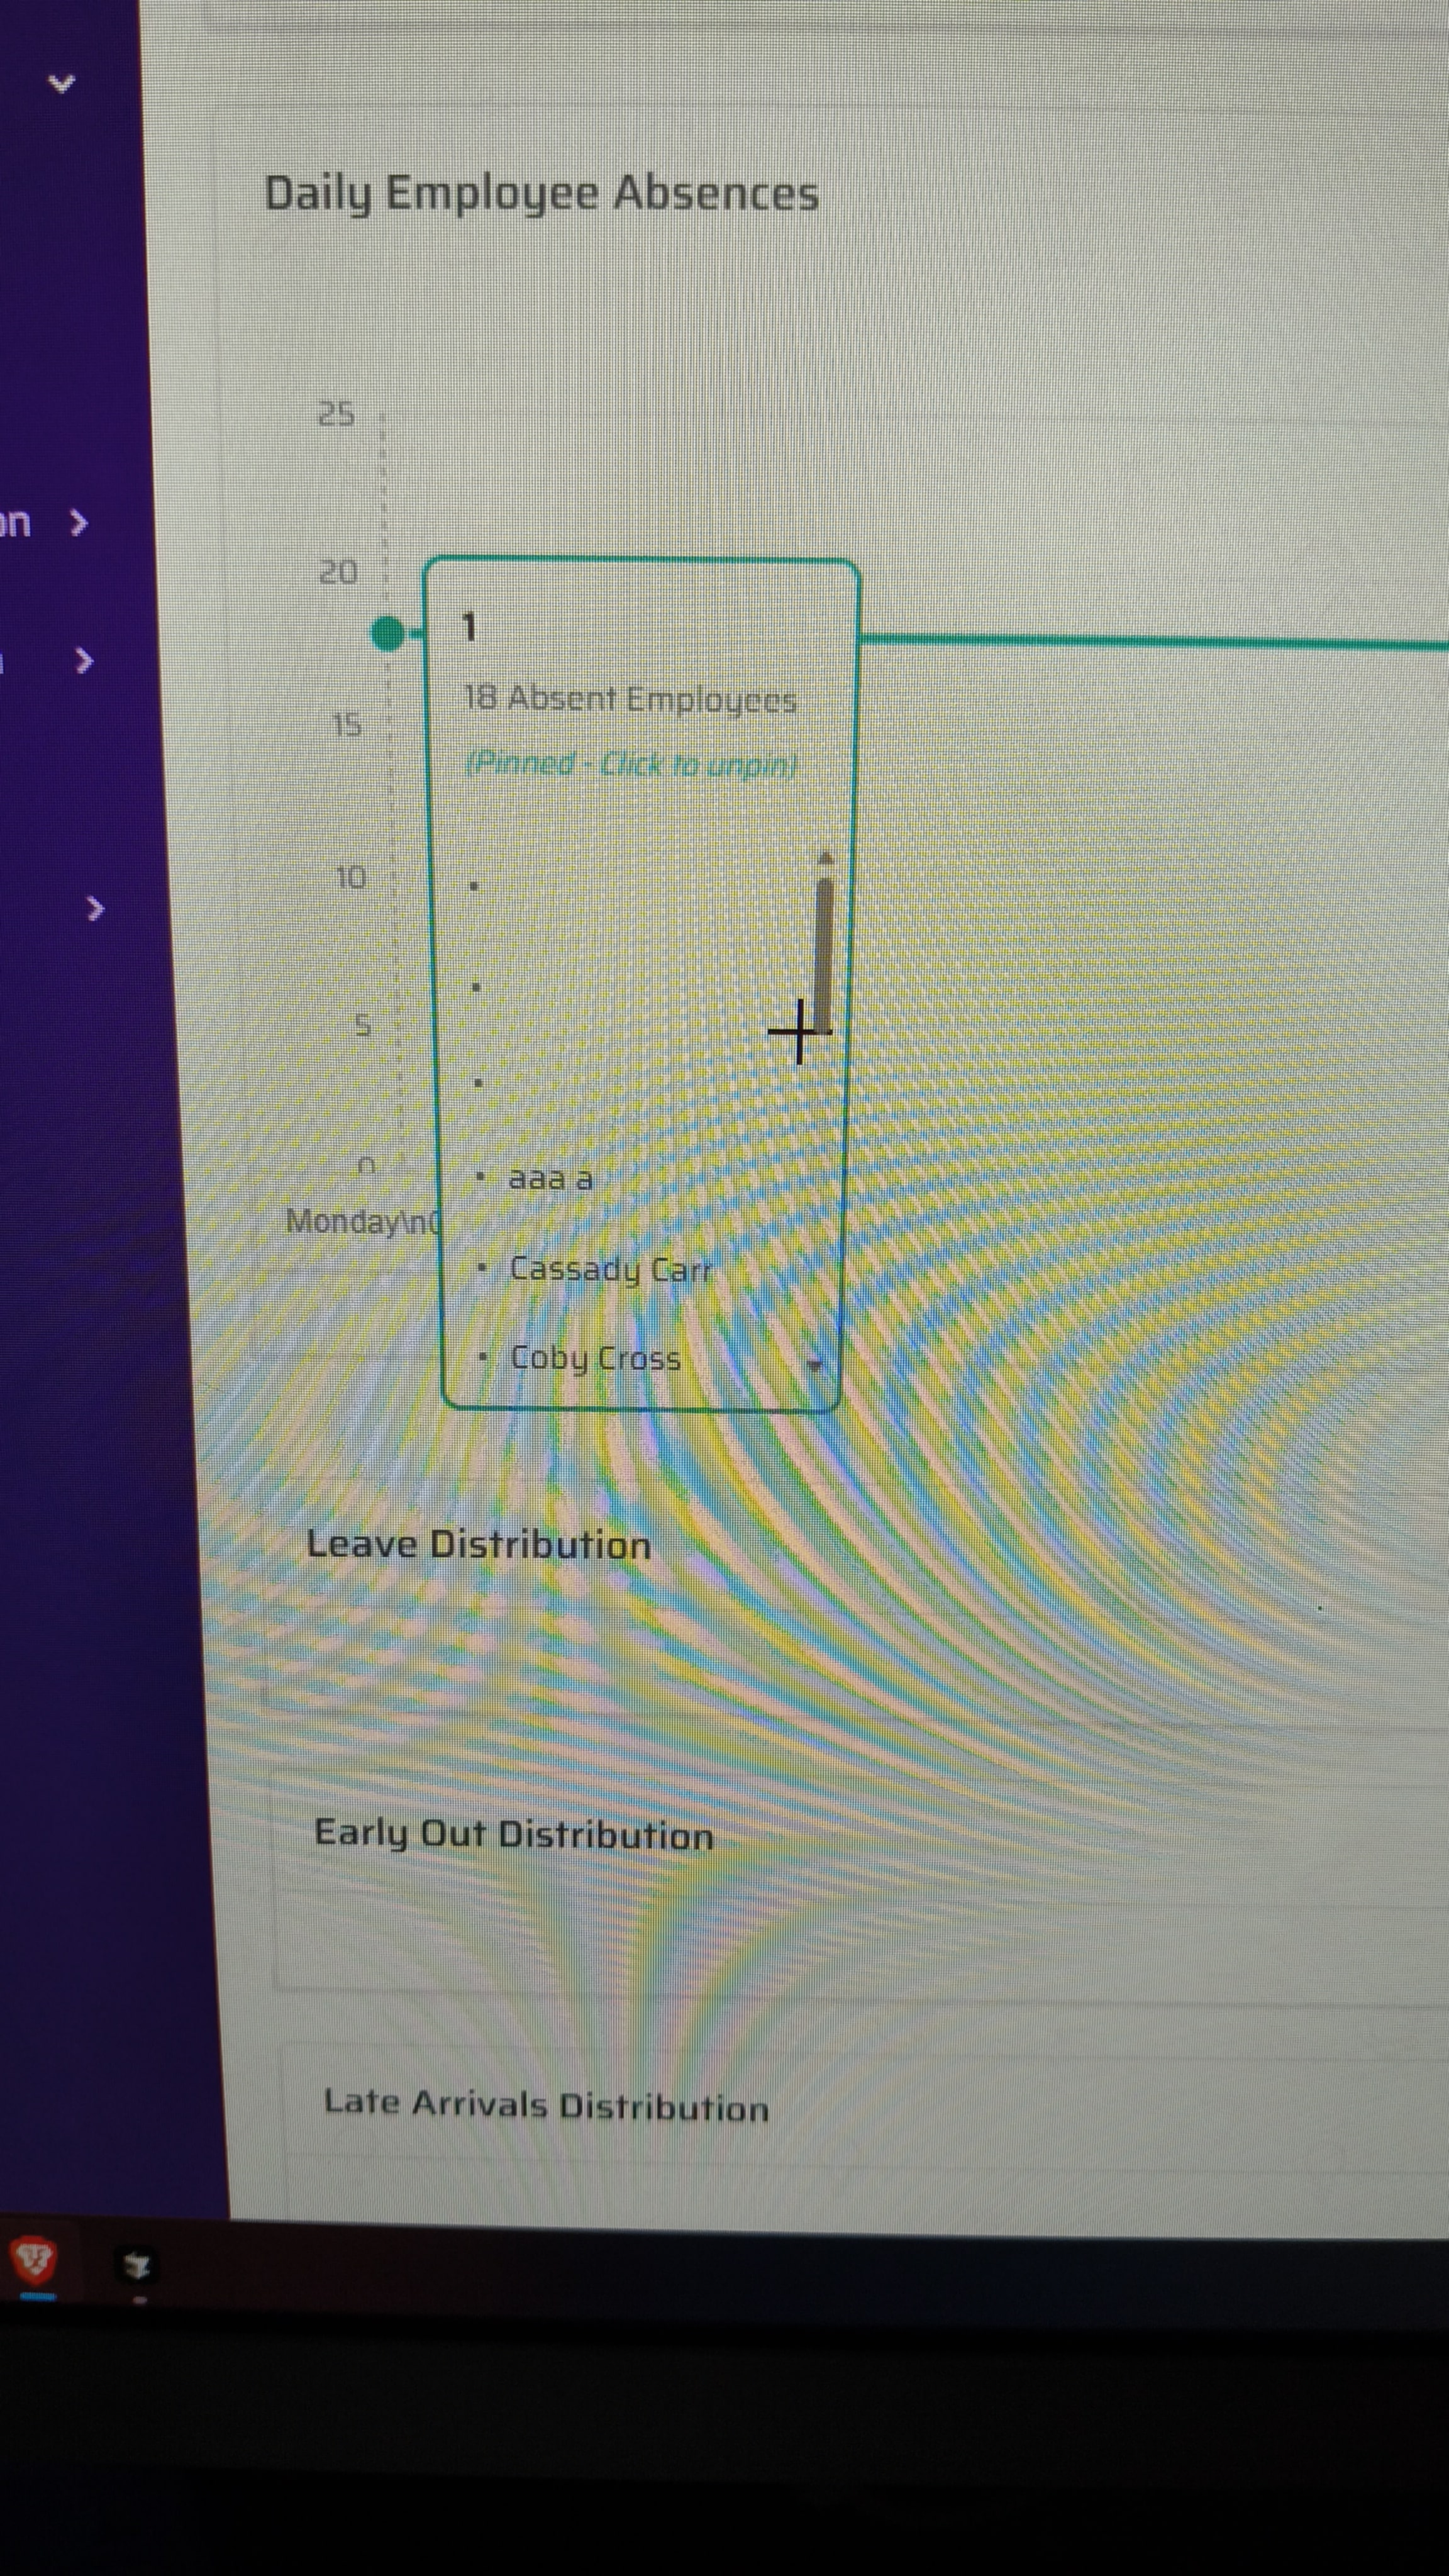 Daily Employee Absences
25
20
15
10
5
0
1
18 Absent Employees
(Pinned - Click to unpin)
aaa a
Cassady Carr
Coby Cross
Monday\n0
Leave Distribution
Early Out Distribution
Late Arrivals Distribution